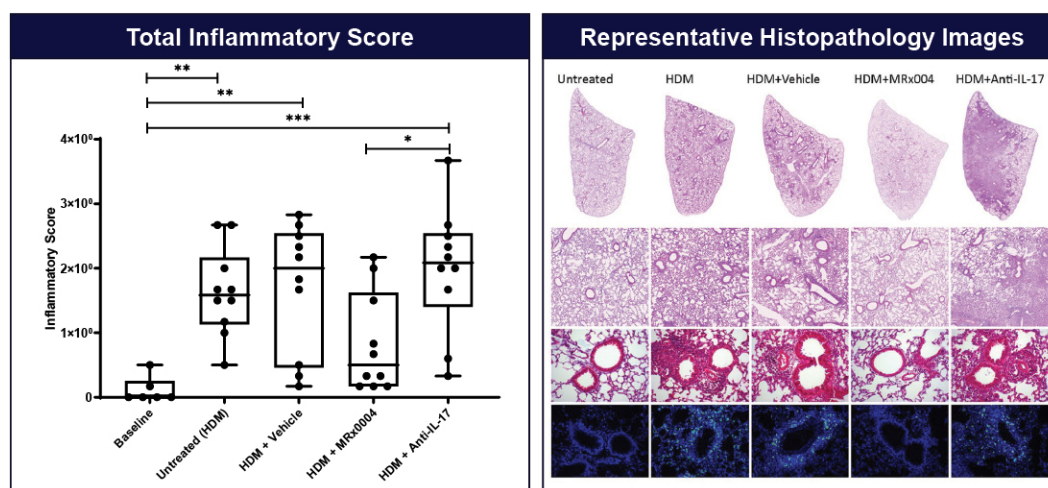 Total Inflammatory Score
**
**
***
*
4×10⁰
3×10⁰
2×10⁰
1×10⁰
0
Inflammatory Score
Baseline
Untreated (HDM)
HDM + Vehicle
HDM + MRx0004
HDM + Anti-IL-17
Representative Histopathology Images
Untreated HDM HDM+Vehicle HDM+MRx004 HDM+Anti-IL-17